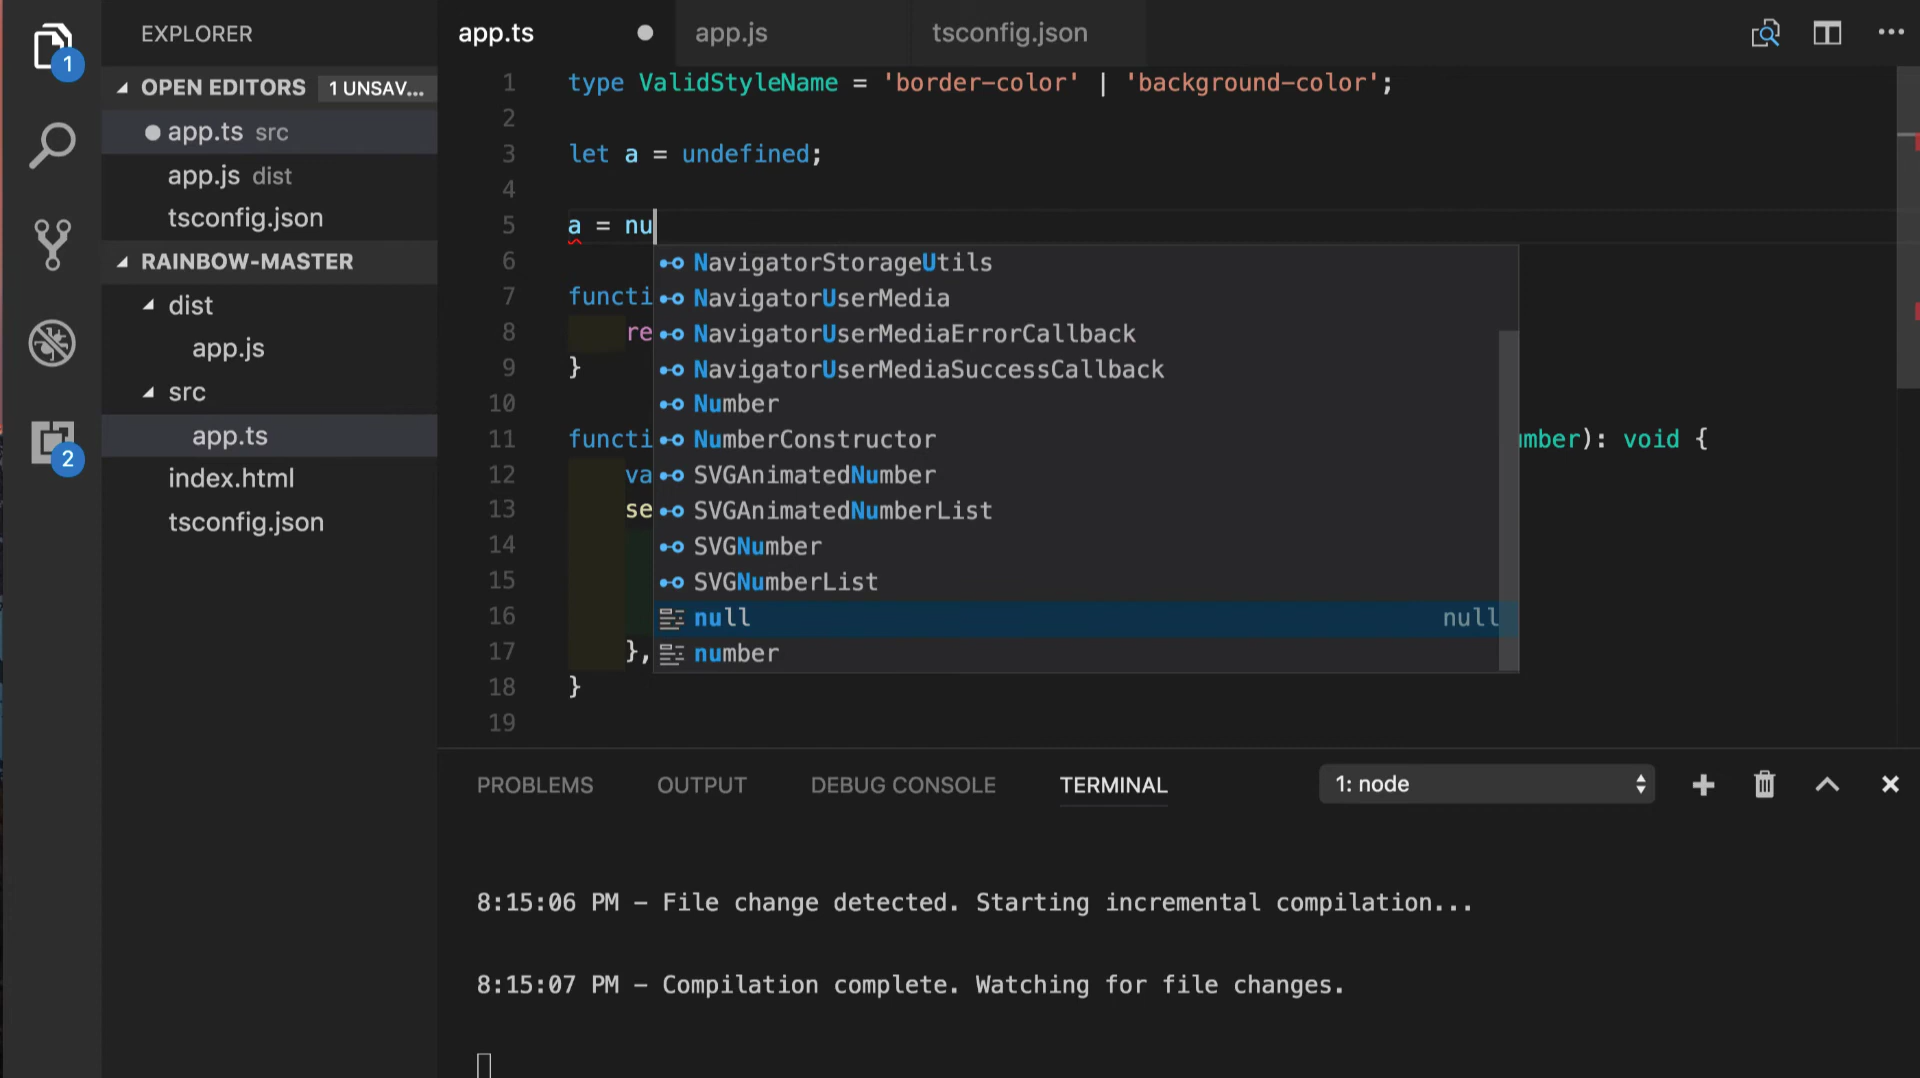 EXPLORER
OPEN EDITORS 1 UNSAV...
app.ts src
app.js dist
tsconfig.json
RAINBOW-MASTER
dist
app.js
src
app.ts
index.html
tsconfig.json
1
2
app.ts app.js tsconfig.json
1 type ValidStyleName = 'border-color' | 'background-color';
2
3 let a = undefined;
4
5 a = nu
6
7 functi
8 re
9 }
10
11 functi mber): void {
12 va
13 se
14
15
16
17 },
18 }
19
NavigatorStorageUtils
NavigatorUserMedia
NavigatorUserMediaErrorCallback
NavigatorUserMediaSuccessCallback
Number
NumberConstructor
SVGAnimatedNumber
SVGAnimatedNumberList
SVGNumber
SVGNumberList
null null
number
PROBLEMS OUTPUT DEBUG CONSOLE TERMINAL 1: node
8:15:06 PM – File change detected. Starting incremental compilation...
8:15:07 PM – Compilation complete. Watching for file changes.